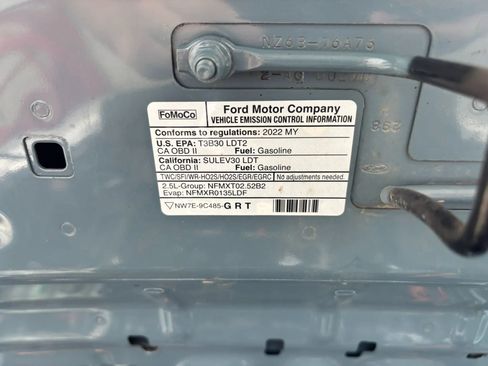 NZ6B-16A76
FoMoCo
Ford Motor Company
VEHICLE EMISSION CONTROL INFORMATION
Conforms to regulations: 2022 MY
U.S. EPA: T3B30 LDT2
CA OBD II Fuel: Gasoline
California: SULEV30 LDT
CA OBD II Fuel: Gasoline
TWC/SFI/WR-HO2S/HO2S/EGR/EGRC No adjustments needed.
2.5L-Group: NFMXT02.52B2
Evap: NFMXR0135LDF
NW7E-9C485-G R T